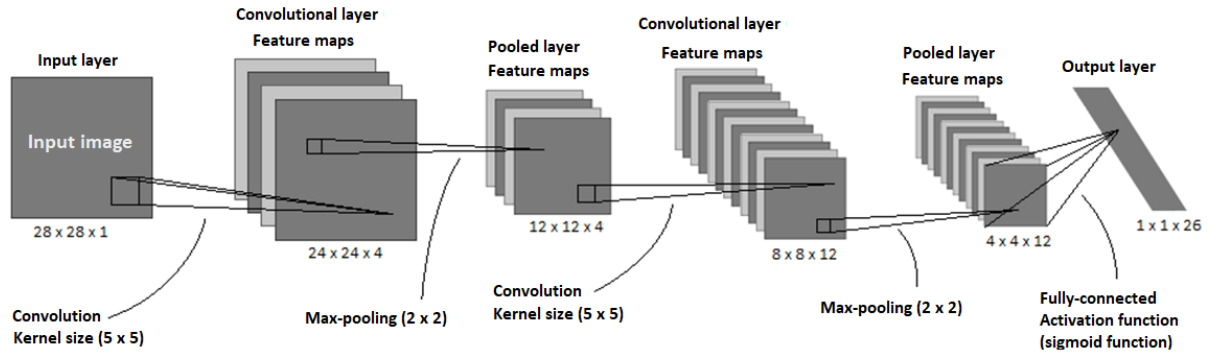 Input layer
Input image
28 x 28 x 1
Convolution
Kernel size (5 x 5)
Convolutional layer
Feature maps
24 x 24 x 4
Max-pooling (2 x 2)
Pooled layer
Feature maps
12 x 12 x 4
Convolution
Kernel size (5 x 5)
Convolutional layer
Feature maps
8 x 8 x 12
Max-pooling (2 x 2)
Pooled layer
Feature maps
4 x 4 x 12
Output layer
1 x 1 x 26
Fully-connected
Activation function
(sigmoid function)